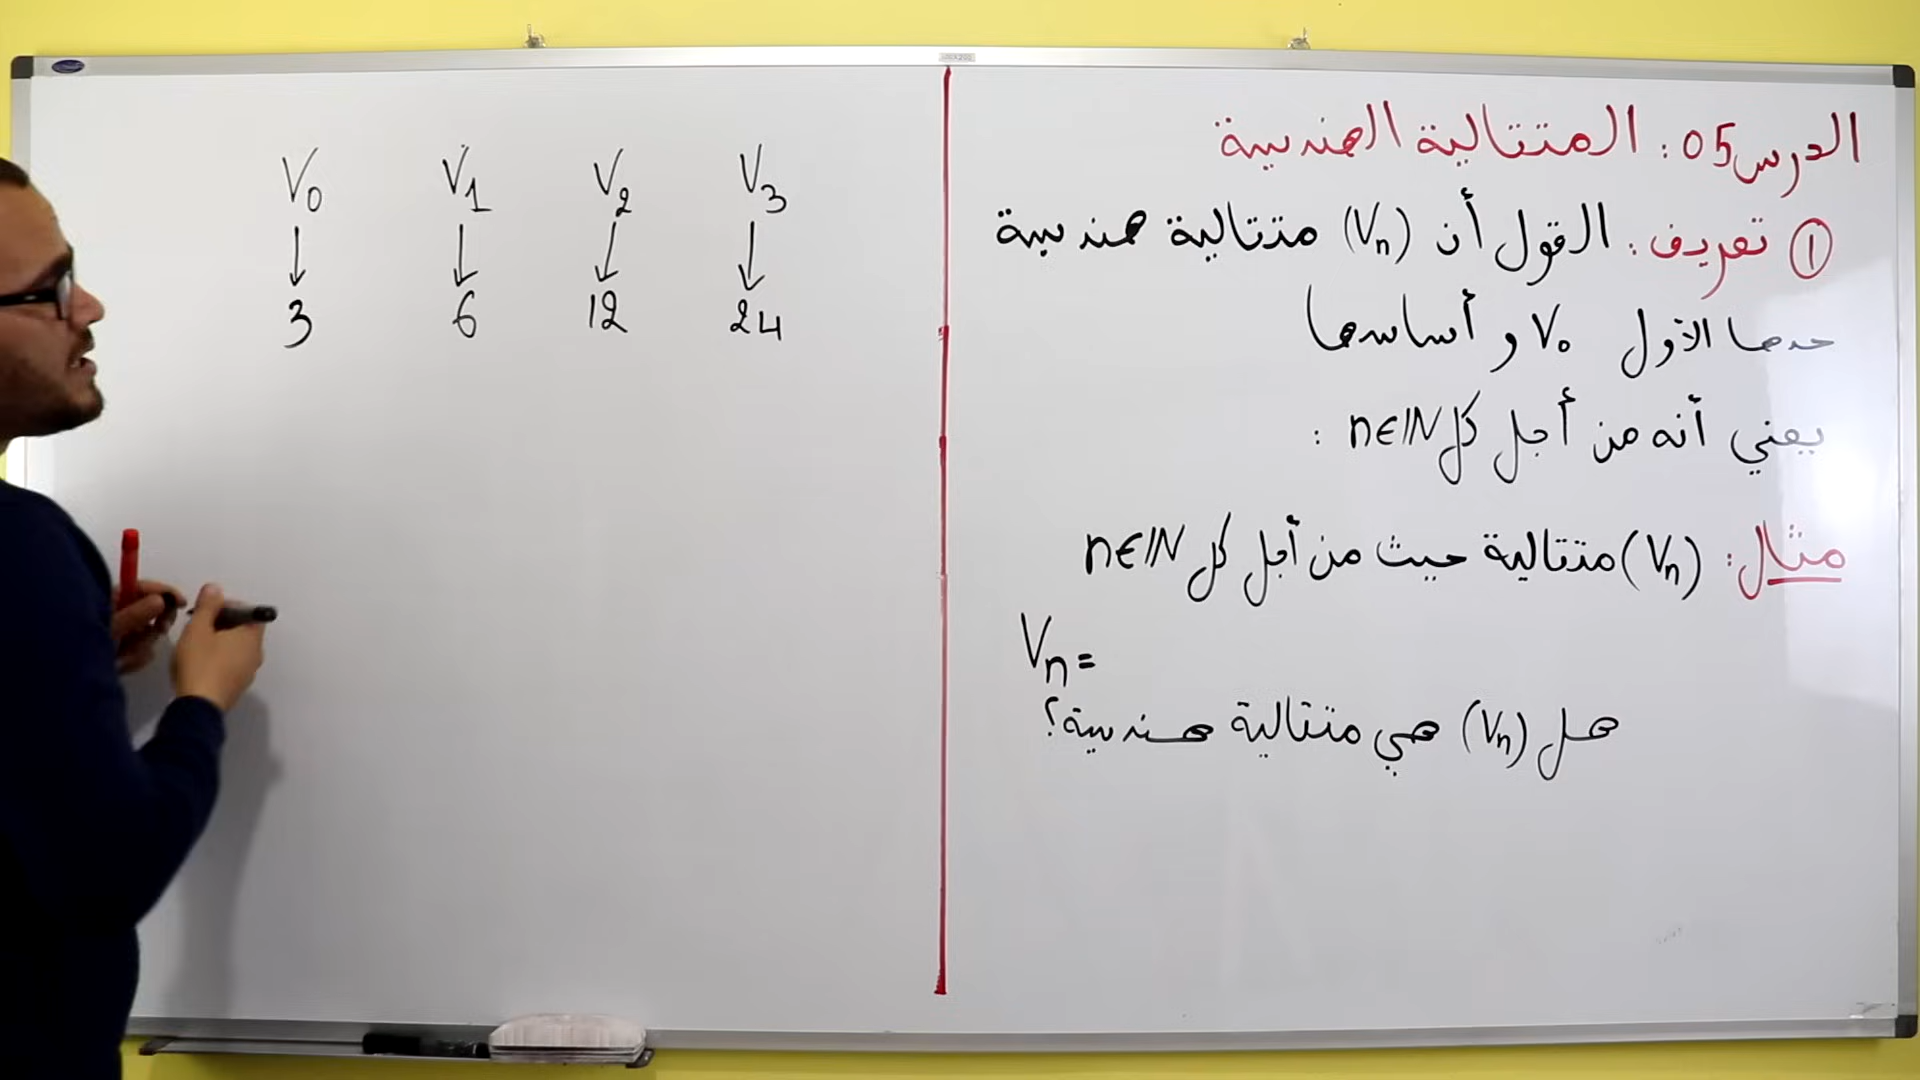 الدرس 05: المتتالية الهندسية
① تعريف: القول أن (Vn) متتالية هندسية
حدها الأول V₀ و أساسها
يعني أنه من أجل كل n∈ℕ :
مثال: (Vn) متتالية حيث من أجل كل n∈ℕ
Vn=
هل (Vn) هي متتالية هندسية؟
V₀ V₁ V₂ V₃
↓ ↓ ↓ ↓
3 6 12 24